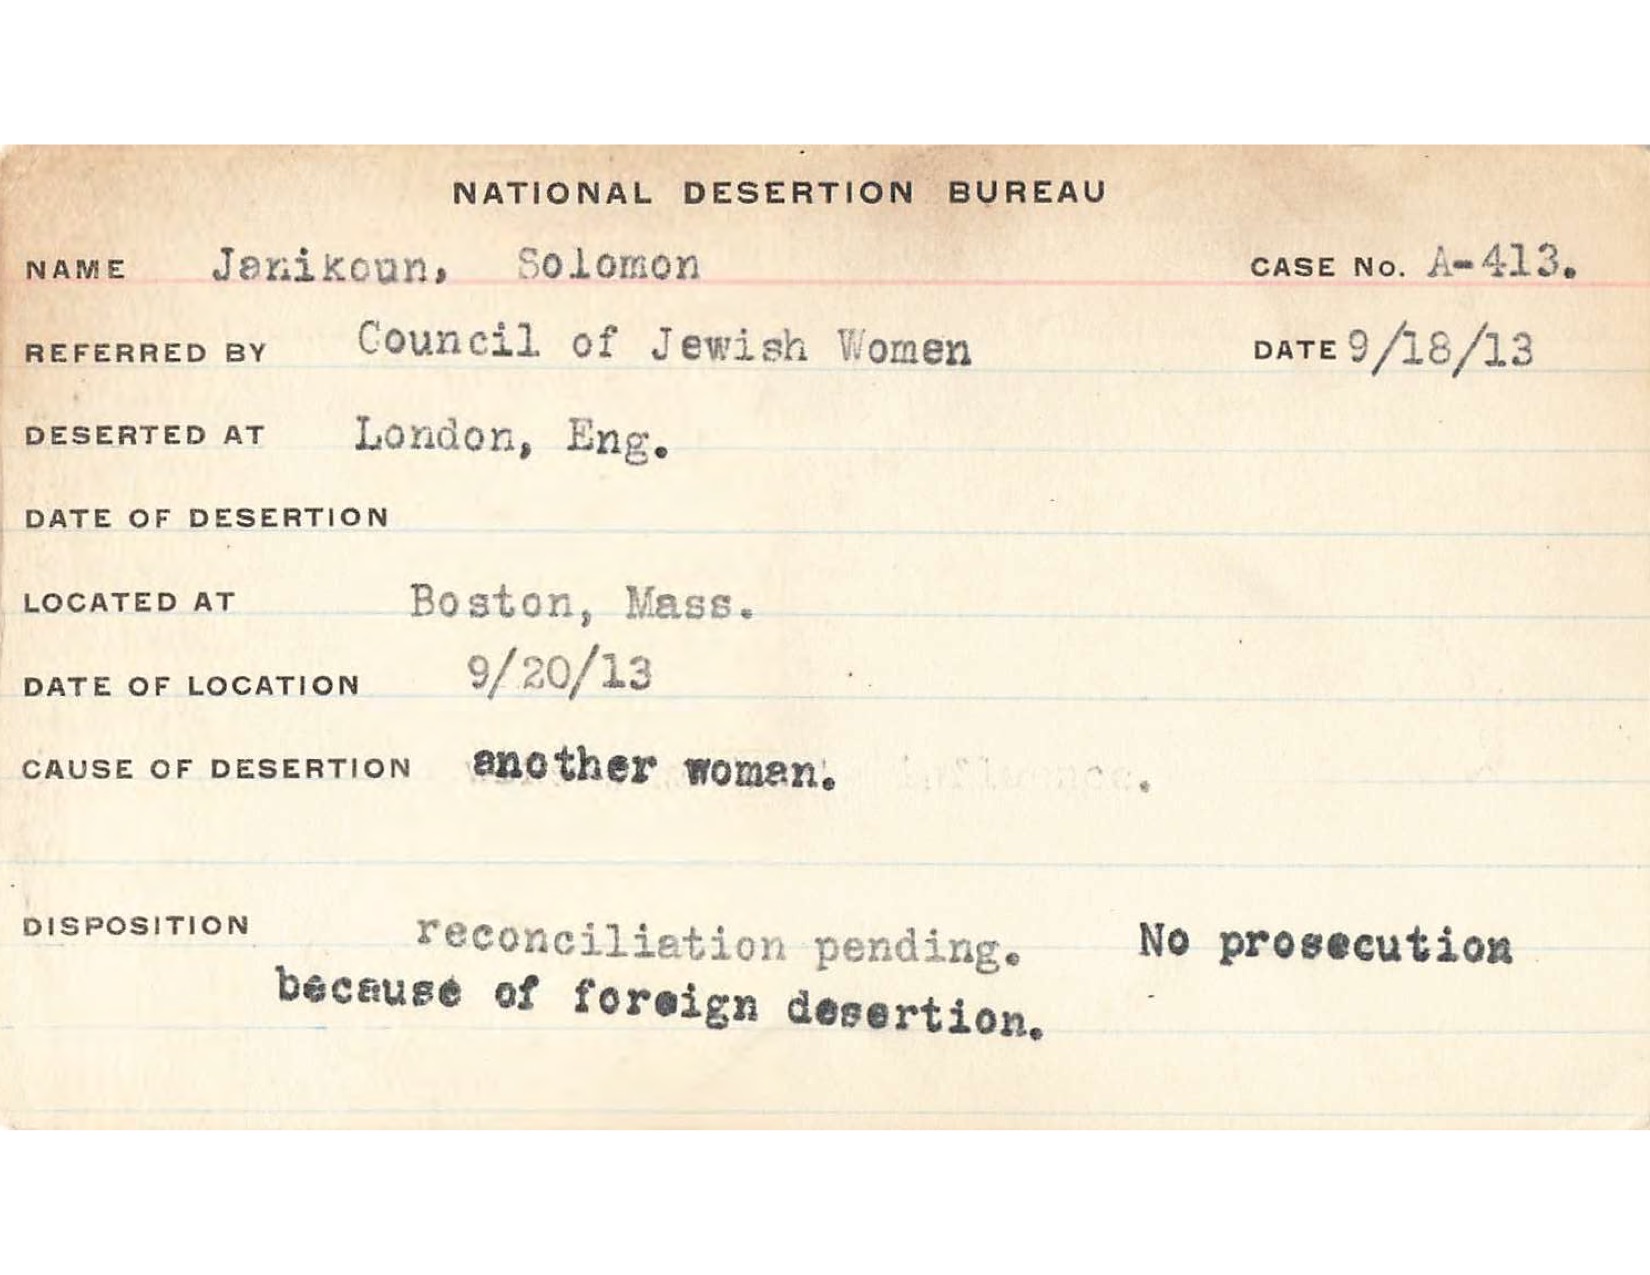 NATIONAL DESERTION BUREAU
NAME Janikoun, Solomon CASE No. A-413.
REFERRED BY Council of Jewish Women DATE 9/18/13
DESERTED AT London, Eng.
DATE OF DESERTION
LOCATED AT Boston, Mass.
DATE OF LOCATION 9/20/13
CAUSE OF DESERTION another woman. influence.
DISPOSITION reconciliation pending. No prosecution
because of foreign desertion.